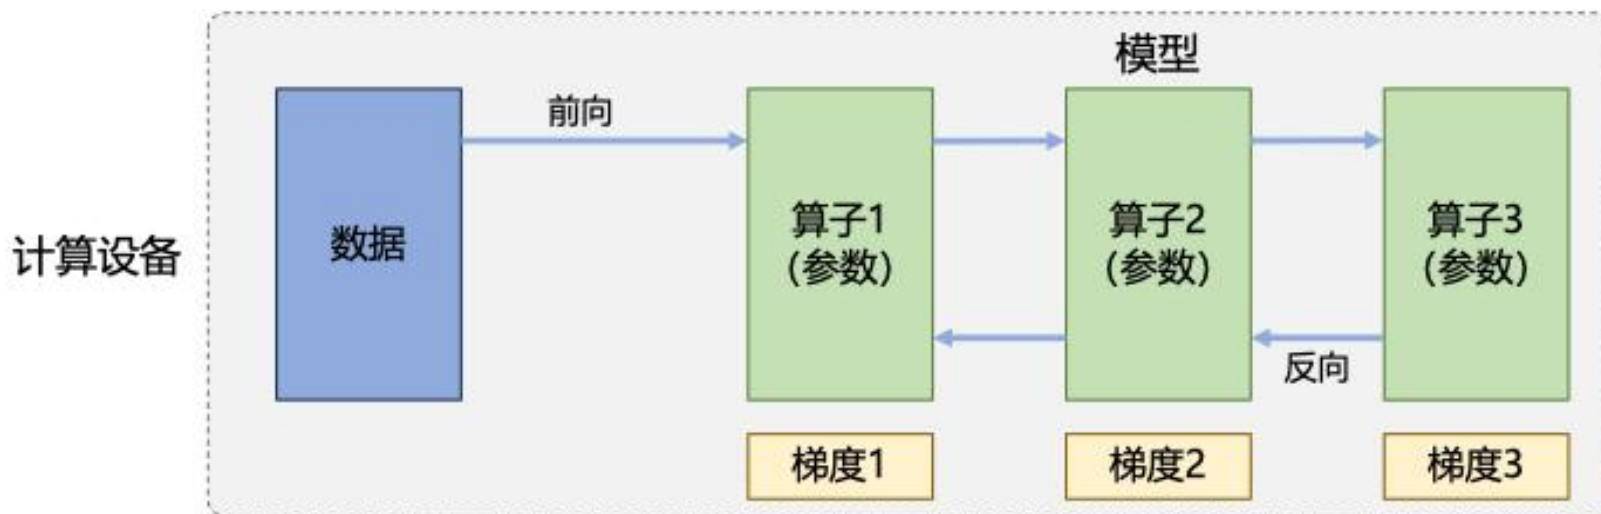 模型
前向
计算设备
数据
算子1
(参数)
算子2
(参数)
算子3
(参数)
反向
梯度1
梯度2
梯度3